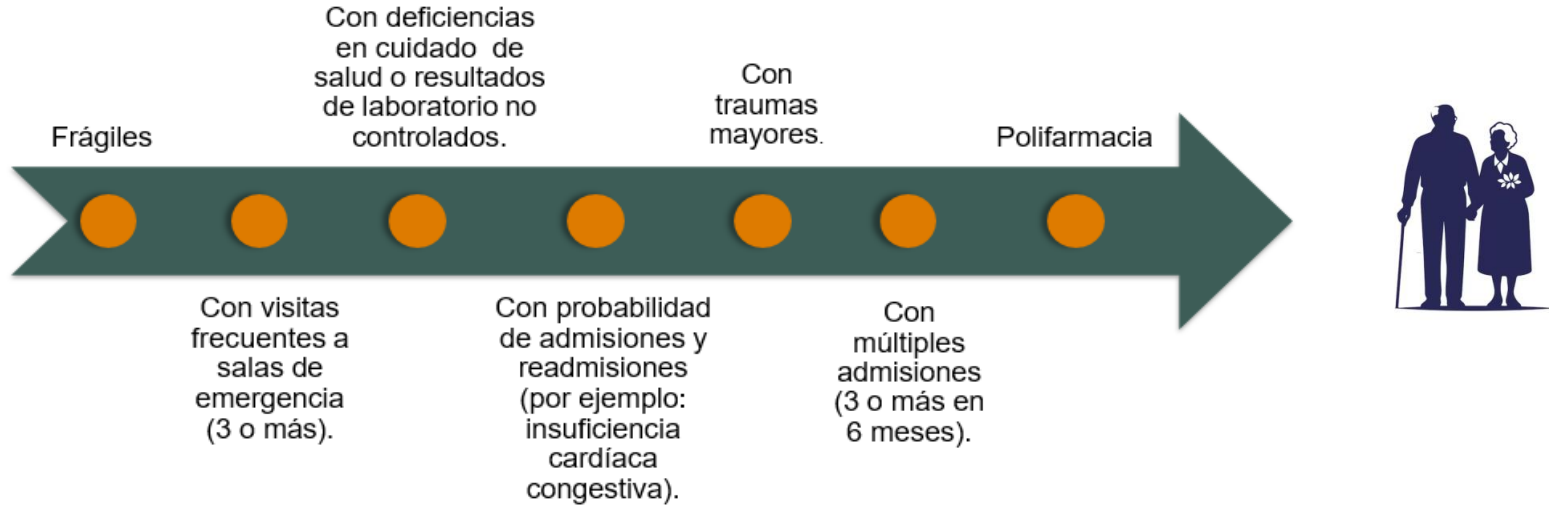 Frágiles
Con visitas
frecuentes a
salas de
emergencia
(3 o más).
Con deficiencias
en cuidado de
salud o resultados
de laboratorio no
controlados.
Con probabilidad
de admisiones y
readmisiones
(por ejemplo:
insuficiencia
cardíaca
congestiva).
Con
traumas
mayores.
Con
múltiples
admisiones
(3 o más en
6 meses).
Polifarmacia